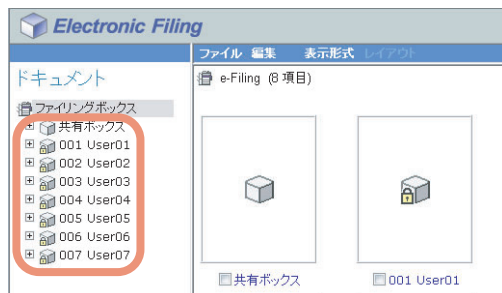 Electronic Filing
ファイル 編集 表示形式 レイアウト
ドキュメント
e-Filing (8 項目)
ファイリングボックス
共有ボックス
001 User01
002 User02
003 User03
004 User04
005 User05
006 User06
007 User07
共有ボックス
001 User01